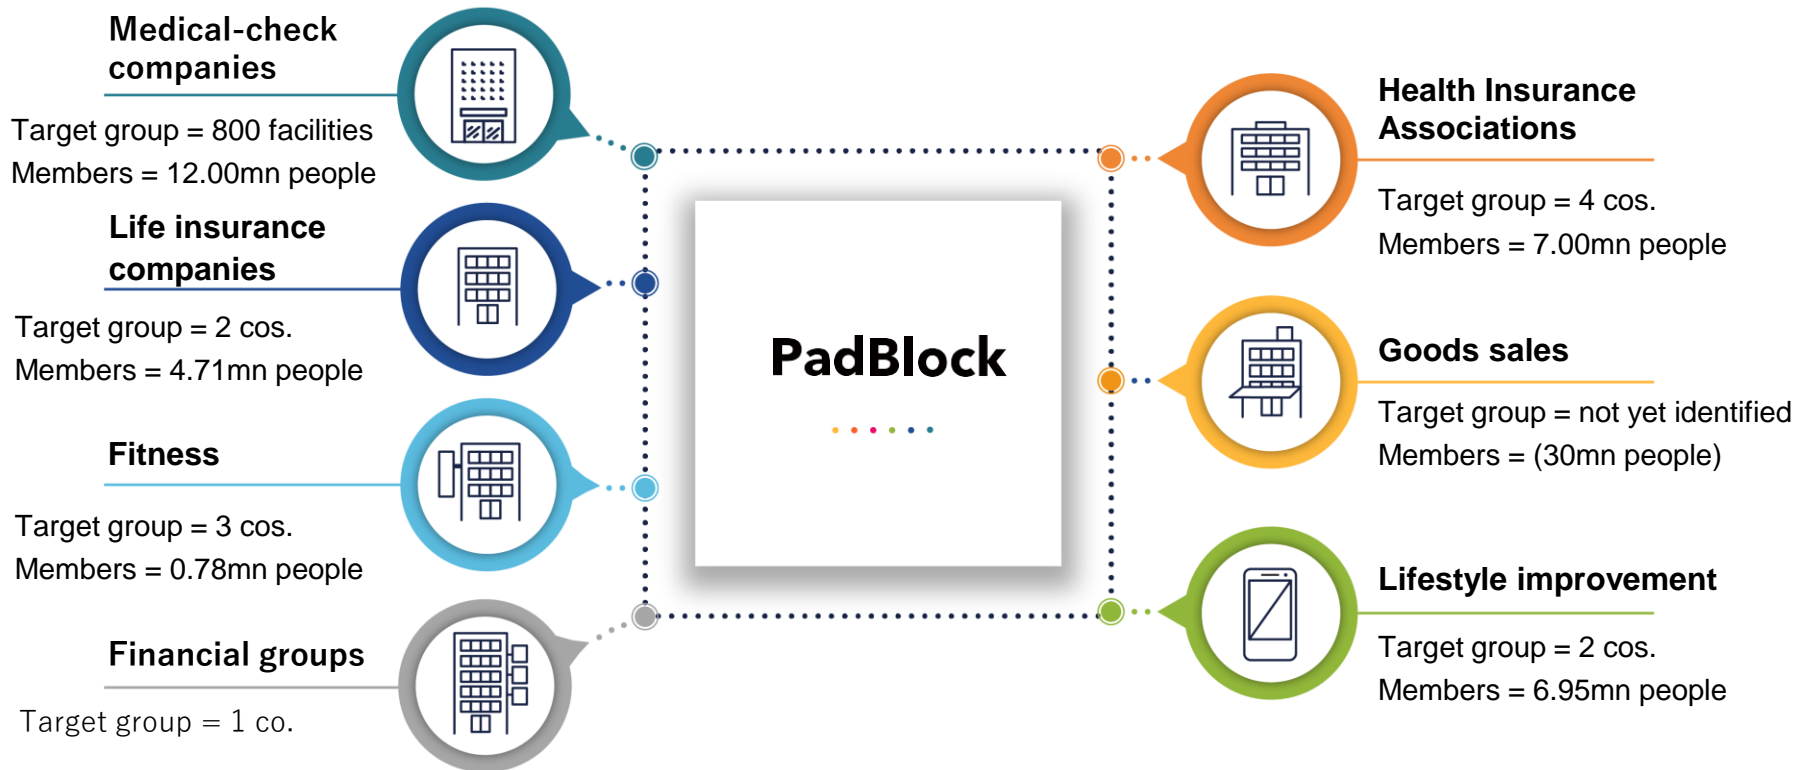 Medical-check
companies
Target group = 800 facilities
Members = 12.00mn people
Life insurance
companies
Target group = 2 cos.
Members = 4.71mn people
Fitness
Target group = 3 cos.
Members = 0.78mn people
Financial groups
Target group = 1 co.
PadBlock
Health Insurance
Associations
Target group = 4 cos.
Members = 7.00mn people
Goods sales
Target group = not yet identified
Members = (30mn people)
Lifestyle improvement
Target group = 2 cos.
Members = 6.95mn people